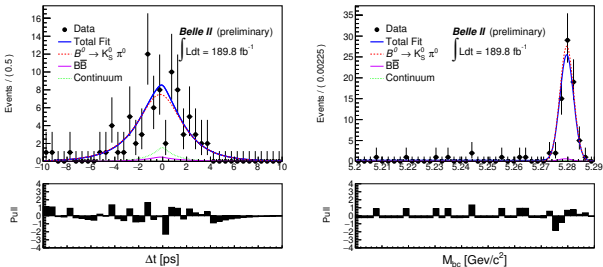 Data
Total Fit
B⁰ → K⁰S π⁰
BB̅
Continuum
Belle II (preliminary)
∫Ldt = 189.8 fb⁻¹
Events / ( 0.5)
16
14
12
10
8
6
4
2
0
−10 −8 −6 −4 −2 0 2 4 6 8 10
Pull
4
3
2
1
0
−1
−2
−3
−4
Δt [ps]
Data
Total Fit
B⁰ → K⁰S π⁰
BB̅
Continuum
Belle II (preliminary)
∫Ldt = 189.8 fb⁻¹
Events / ( 0.00225)
35
30
25
20
15
10
5
0
5.2 5.21 5.22 5.23 5.24 5.25 5.26 5.27 5.28 5.29
Pull
4
3
2
1
0
−1
−2
−3
−4
Mbc [Gev/c²]